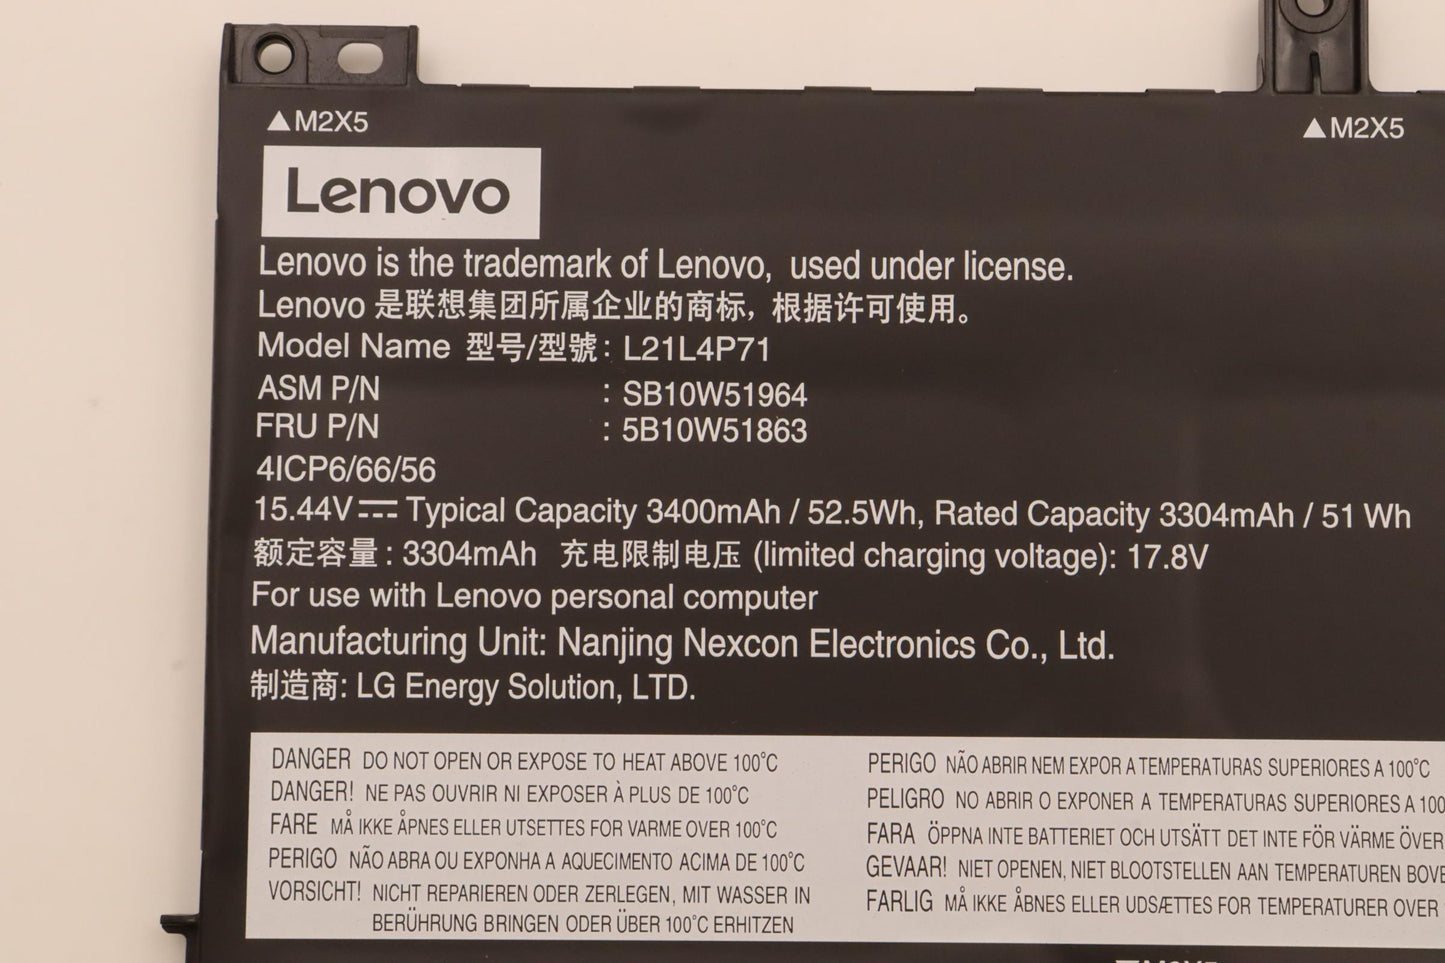 ▲M2X5
▲M2X5
Lenovo
Lenovo is the trademark of Lenovo, used under license.
Lenovo 是联想集团所属企业的商标，根据许可使用。
Model Name 型号/型號: L21L4P71
ASM P/N : SB10W51964
FRU P/N : 5B10W51863
4ICP6/66/56
15.44V⎓ Typical Capacity 3400mAh / 52.5Wh, Rated Capacity 3304mAh / 51 Wh
额定容量: 3304mAh 充电限制电压 (limited charging voltage): 17.8V
For use with Lenovo personal computer
Manufacturing Unit: Nanjing Nexcon Electronics Co., Ltd.
制造商: LG Energy Solution, LTD.
DANGER DO NOT OPEN OR EXPOSE TO HEAT ABOVE 100°C
DANGER! NE PAS OUVRIR NI EXPOSER À PLUS DE 100°C
FARE MÅ IKKE ÅPNES ELLER UTSETTES FOR VARME OVER 100°C
PERIGO NÃO ABRA OU EXPONHA A AQUECIMENTO ACIMA DE 100°C
VORSICHT! NICHT REPARIEREN ODER ZERLEGEN, MIT WASSER IN
BERÜHRUNG BRINGEN ODER ÜBER 100°C ERHITZEN
PERIGO NÃO ABRIR NEM EXPOR A TEMPERATURAS SUPERIORES A 100°C
PELIGRO NO ABRIR O EXPONER A TEMPERATURAS SUPERIORES A 100
FARA ÖPPNA INTE BATTERIET OCH UTSÄTT DET INTE FÖR VÄRME ÖVER
GEVAAR! NIET OPENEN, NIET BLOOTSTELLEN AAN TEMPERATUREN BOVE
FARLIG MÅ IKKE ÅBNES ELLER UDSÆTTES FOR TEMPERATURER OVER